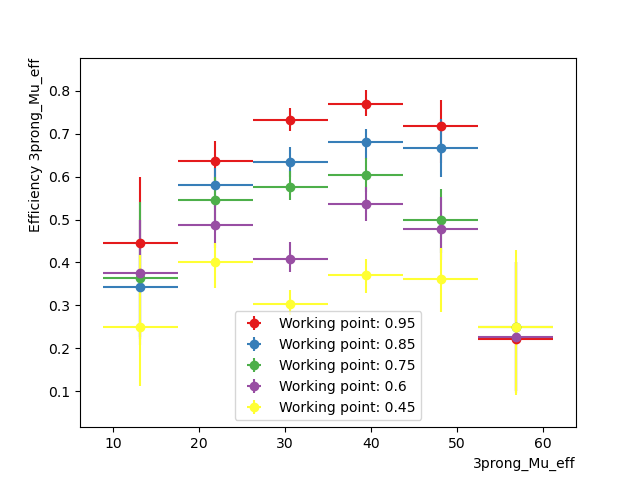 Efficiency 3prong_Mu_eff
0.8
0.7
0.6
0.5
0.4
0.3
0.2
0.1
Working point: 0.95
Working point: 0.85
Working point: 0.75
Working point: 0.6
Working point: 0.45
10 20 30 40 50 60
3prong_Mu_eff